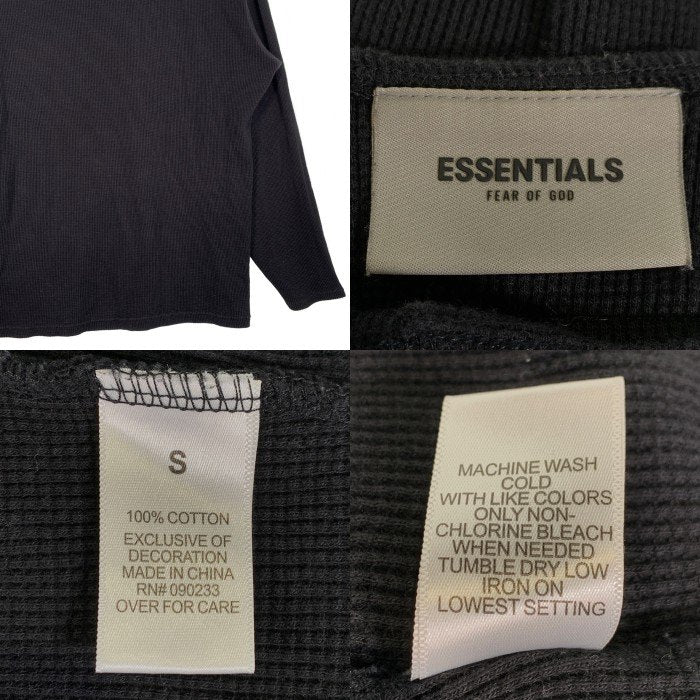 ESSENTIALS
FEAR OF GOD
S
100% COTTON
EXCLUSIVE OF
DECORATION
MADE IN CHINA
RN# 090233
OVER FOR CARE
MACHINE WASH
COLD
WITH LIKE COLORS
ONLY NON-
CHLORINE BLEACH
WHEN NEEDED
TUMBLE DRY LOW
IRON ON
LOWEST SETTING